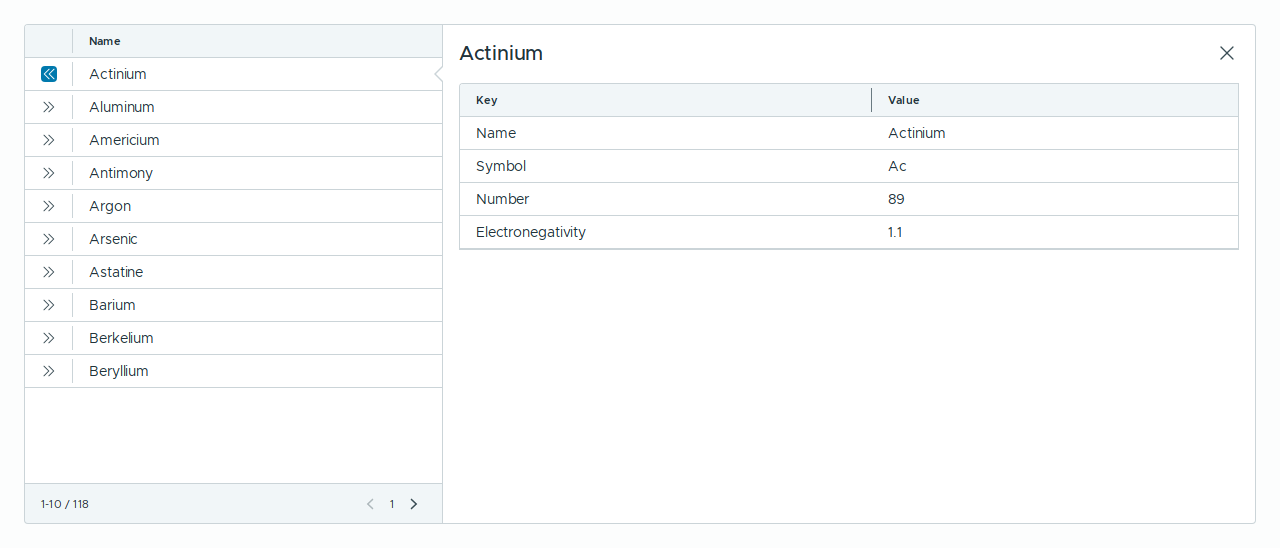 Name
Actinium
Aluminum
Americium
Antimony
Argon
Arsenic
Astatine
Barium
Berkelium
Beryllium
1-10 / 118
1
Actinium
Key Value
Name Actinium
Symbol Ac
Number 89
Electronegativity 1.1